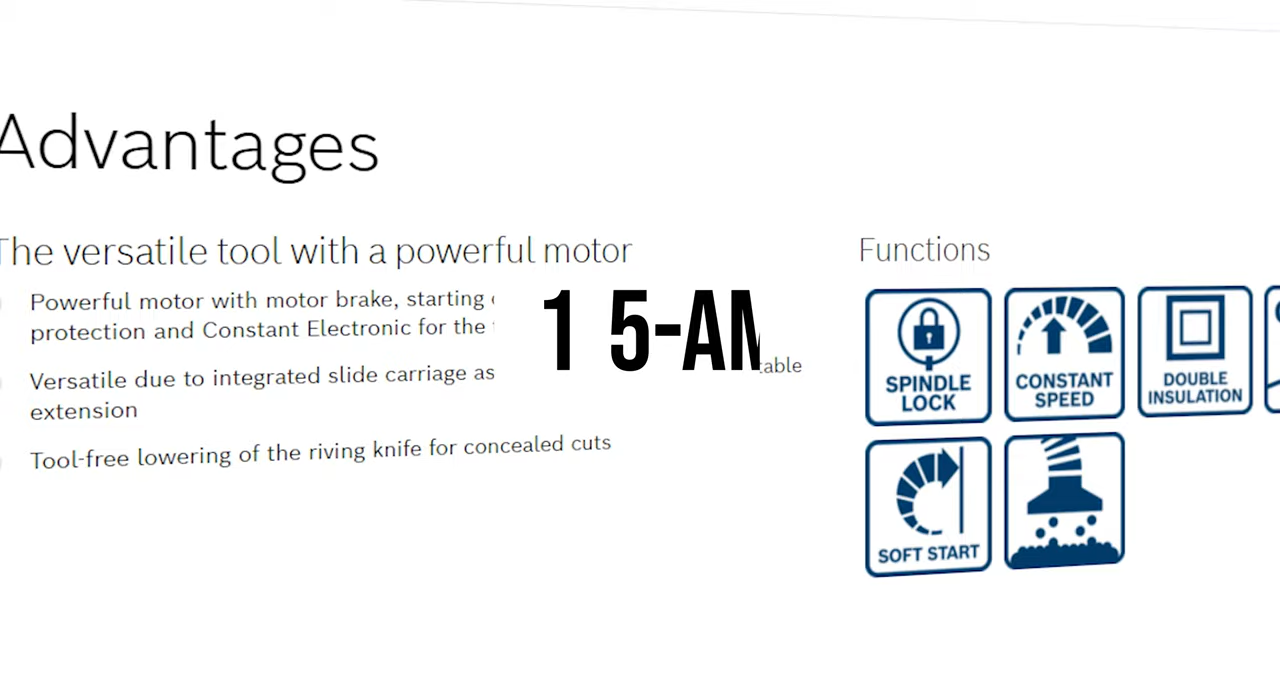 Advantages
The versatile tool with a powerful motor
Powerful motor with motor brake, starting
protection and Constant Electronic for the
Versatile due to integrated slide carriage as
table
extension
Tool-free lowering of the riving knife for concealed cuts
1 5-AM
Functions
SPINDLE
LOCK
CONSTANT
SPEED
DOUBLE
INSULATION
SOFT START